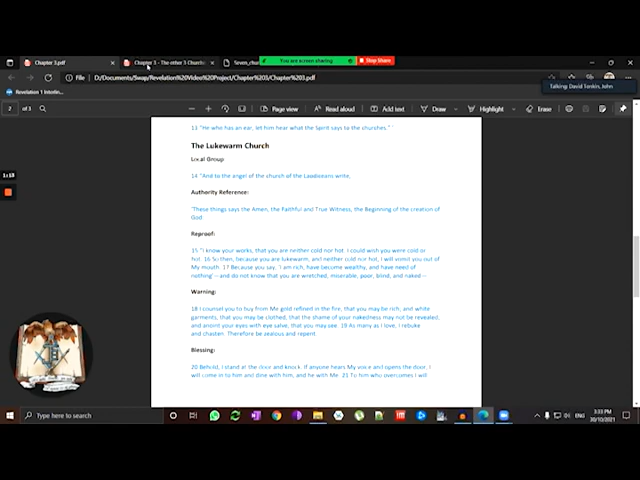 Chapter 3.pdf
Chapter 3 - The other 3 Church
Seven_chu
You are screen sharing
Stop Share
File
D:/Documents/Swap/Revelation%20Video%20Project/Chapter%203/Chapter%203.pdf
Talking: David Tonkin, John
Revelation 1 Interlin...
2
of 3
Page view
Read aloud
Add text
Draw
Highlight
Erase
13 "He who has an ear, let him hear what the Spirit says to the churches."'
The Lukewarm Church
Local Group
14 "And to the angel of the church of the Laodiceans write,
Authority Reference:
'These things says the Amen, the Faithful and True Witness, the Beginning of the creation of
God
Reproof:
15 "I know your works, that you are neither cold nor hot. I could wish you were cold or
hot. 16 So then, because you are lukewarm, and neither cold nor hot, I will vomit you out of
My mouth. 17 Because you say, 'I am rich, have become wealthy, and have need of
nothing'—and do not know that you are wretched, miserable, poor, blind, and naked—
Warning:
18 I counsel you to buy from Me gold refined in the fire, that you may be rich; and white
garments, that you may be clothed, that the shame of your nakedness may not be revealed;
and anoint your eyes with eye salve, that you may see. 19 As many as I love, I rebuke
and chasten. Therefore be zealous and repent.
Blessing:
20 Behold, I stand at the door and knock. If anyone hears My voice and opens the door, I
will come in to him and dine with him, and he with Me. 21 To him who overcomes I will
Type here to search
ENG
3:33 PM
30/10/2021